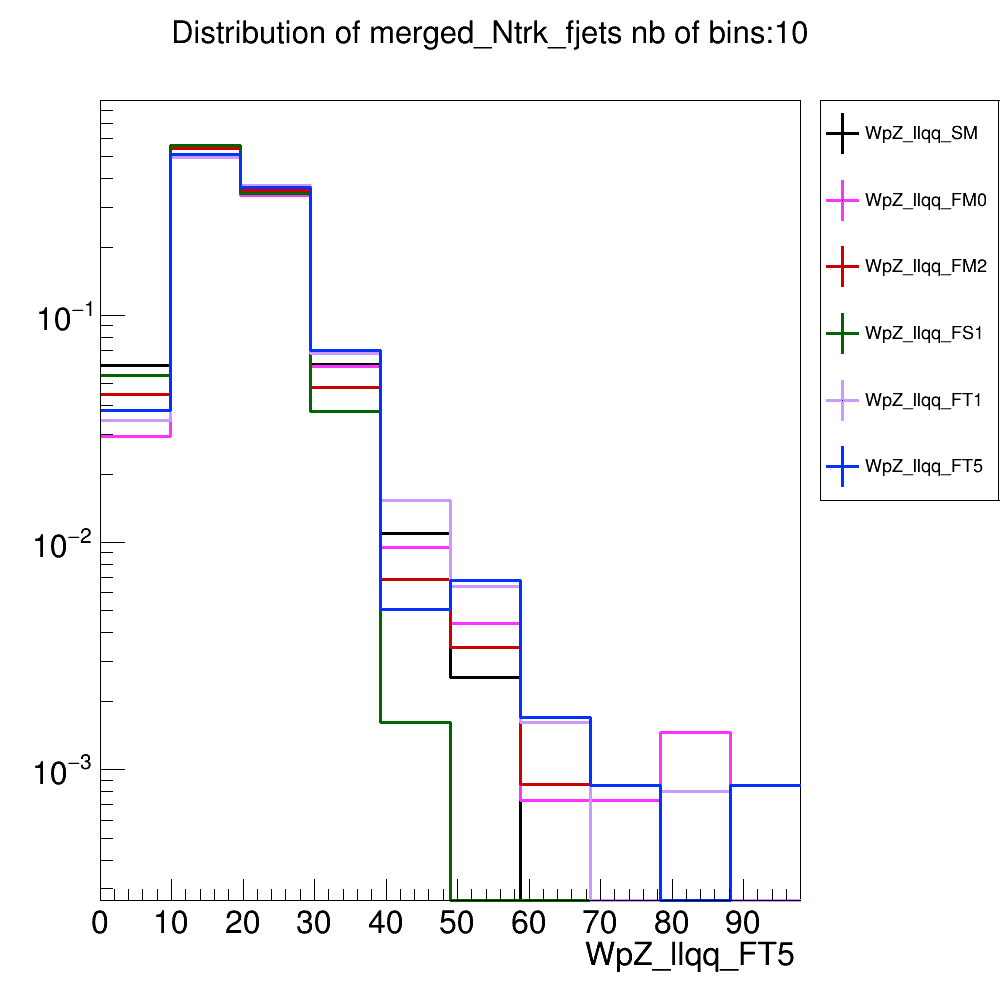 Distribution of merged_Ntrk_fjets nb of bins:10
WpZ_llqq_SM
WpZ_llqq_FM0
WpZ_llqq_FM2
WpZ_llqq_FS1
WpZ_llqq_FT1
WpZ_llqq_FT5
10⁻¹
10⁻²
10⁻³
0 10 20 30 40 50 60 70 80 90
WpZ_llqq_FT5